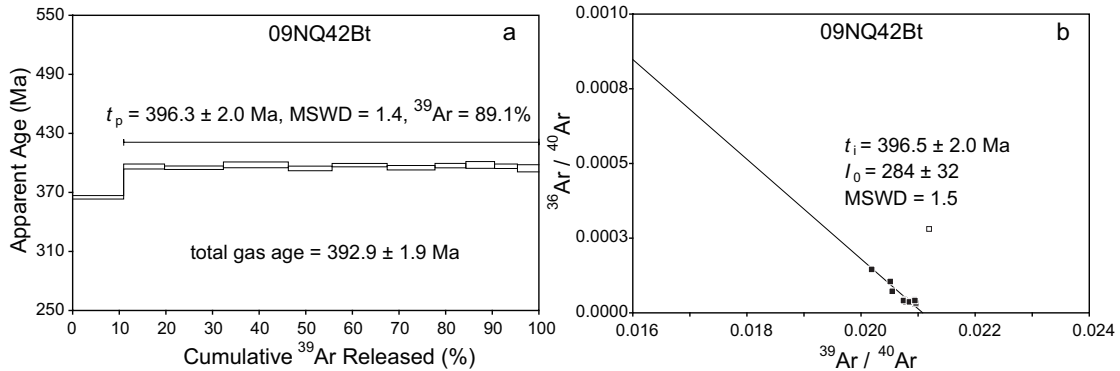 09NQ42Bt
a
tp = 396.3 ± 2.0 Ma, MSWD = 1.4, 39Ar = 89.1%
total gas age = 392.9 ± 1.9 Ma
550
490
430
370
310
250
Apparent Age (Ma)
0 10 20 30 40 50 60 70 80 90 100
Cumulative 39Ar Released (%)
09NQ42Bt
b
ti = 396.5 ± 2.0 Ma
I0 = 284 ± 32
MSWD = 1.5
0.0010
0.0008
0.0005
0.0003
0.0000
36Ar / 40Ar
0.016 0.018 0.020 0.022 0.024
39Ar / 40Ar